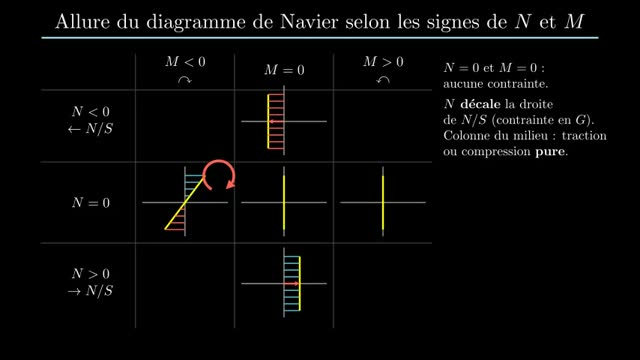 Allure du diagramme de Navier selon les signes de N et M
M < 0
M = 0
M > 0
N < 0
← N/S
N = 0
N > 0
→ N/S
N = 0 et M = 0 :
aucune contrainte.
N décale la droite
de N/S (contrainte en G).
Colonne du milieu : traction
ou compression pure.